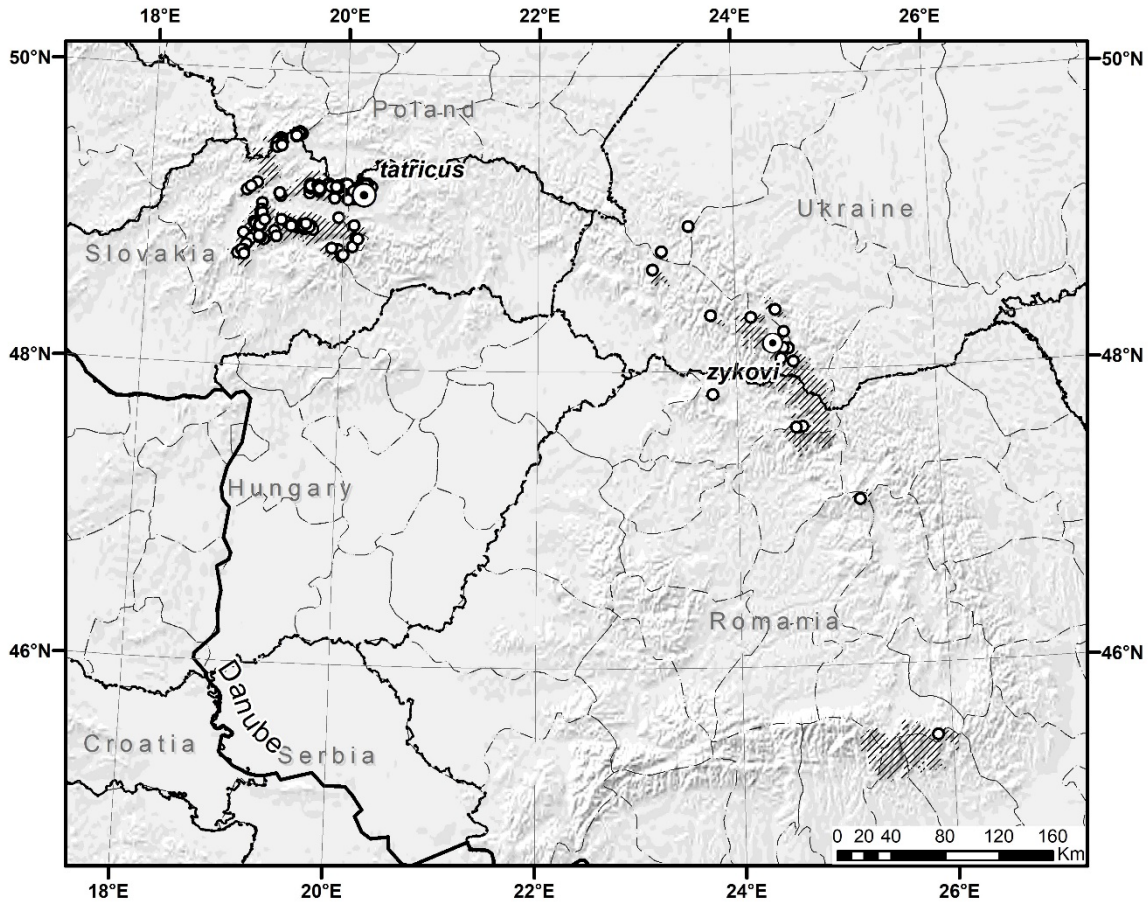 18°E 20°E 22°E 24°E 26°E
50°N 50°N
Poland
tatricus
Ukraine
Slovakia
48°N 48°N
zykovi
Hungary
Romania
46°N 46°N
Danube
Croatia
Serbia
0 20 40 80 120 160
Km
18°E 20°E 22°E 24°E 26°E